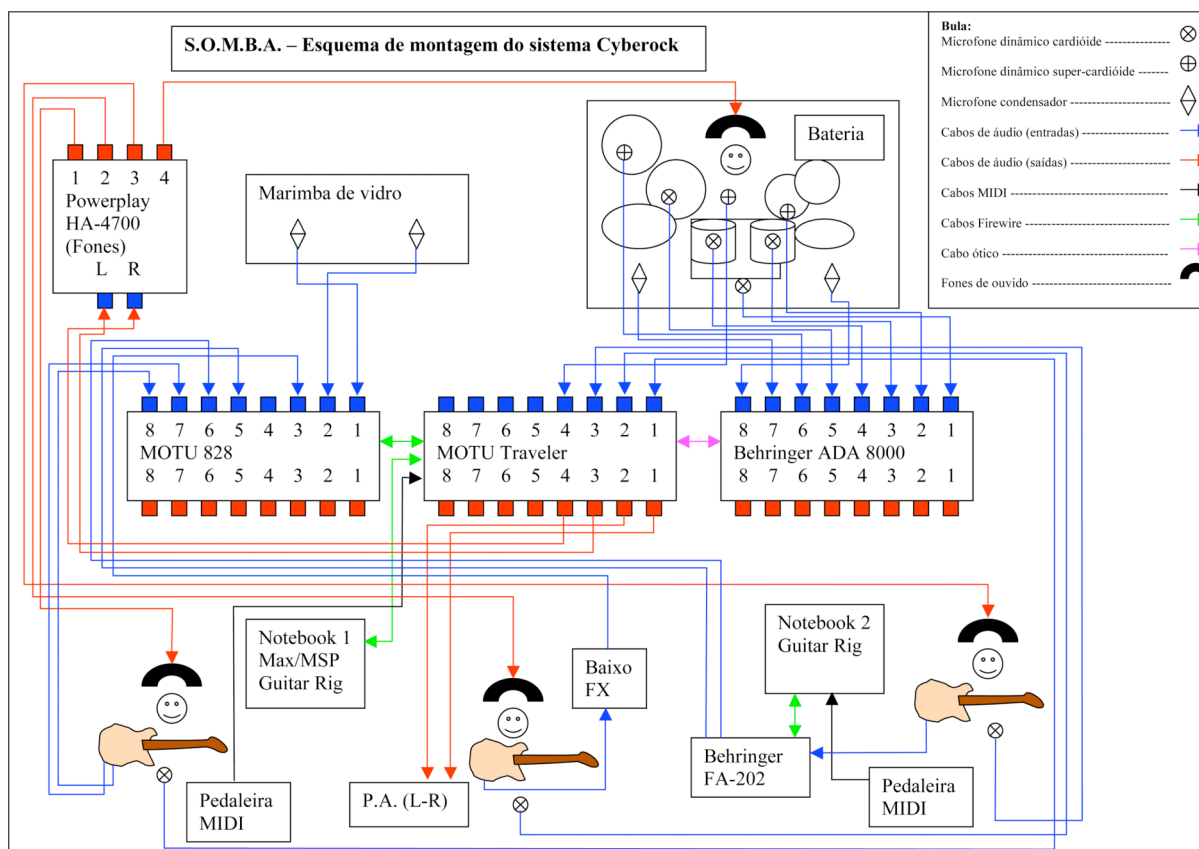 S.O.M.B.A. – Esquema de montagem do sistema Cyberock
Bula:
Microfone dinâmico cardióide ---------------
Microfone dinâmico super-cardióide -------
Microfone condensador ----------------------
Cabos de áudio (entradas) -------------------
Cabos de áudio (saídas) ----------------------
Cabos MIDI ------------------------------------
Cabos Firewire --------------------------------
Cabo ótico --------------------------------------
Fones de ouvido ------------------------------
1 2 3 4
Powerplay
HA-4700
(Fones)
L R
Marimba de vidro
Bateria
8 7 6 5 4 3 2 1
MOTU 828
8 7 6 5 4 3 2 1
8 7 6 5 4 3 2 1
MOTU Traveler
8 7 6 5 4 3 2 1
8 7 6 5 4 3 2 1
Behringer ADA 8000
8 7 6 5 4 3 2 1
Notebook 1
Max/MSP
Guitar Rig
Baixo
FX
Notebook 2
Guitar Rig
Pedaleira
MIDI
P.A. (L-R)
Behringer
FA-202
Pedaleira
MIDI